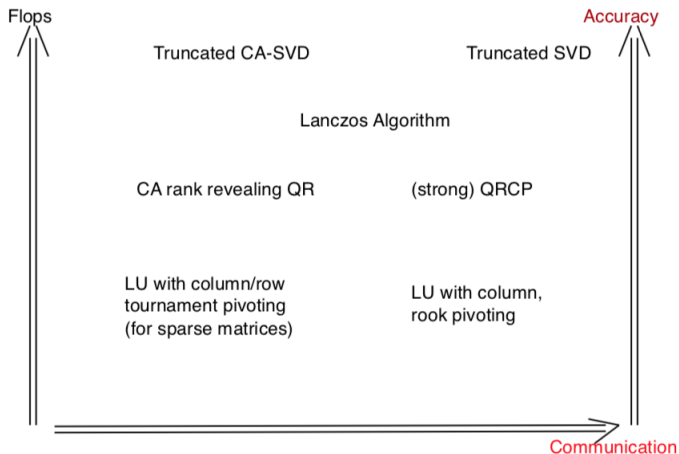 Flops
Accuracy
Truncated CA-SVD
Truncated SVD
Lanczos Algorithm
CA rank revealing QR
(strong) QRCP
LU with column/row
tournament pivoting
(for sparse matrices)
LU with column,
rook pivoting
Communication